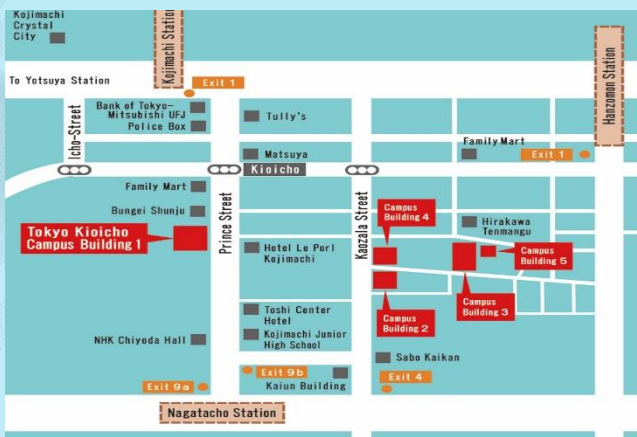 Kojimachi
Crystal
City
Kojimachi Station
Hanzomon Station
To Yotsuya Station
Exit 1
Icho-Street
Bank of Tokyo-
Mitsubishi UFJ
Police Box
Tully's
Matsuya
Kioicho
Family Mart
Exit 1
Family Mart
Bungei Shunju
Tokyo Kioicho
Campus Building 1
Prince Street
Kaozala Street
Campus
Building 4
Hirakawa
Tenmangu
Campus
Building 5
Hotel Le Porl
Kojimachi
Campus
Building 2
Campus
Building 3
Toshi Center
Hotel
Kojimachi Junior
High School
NHK Chiyoda Hall
Sabo Kaikan
Exit 9a
Exit 9b
Kaiun Building
Exit 4
Nagatacho Station